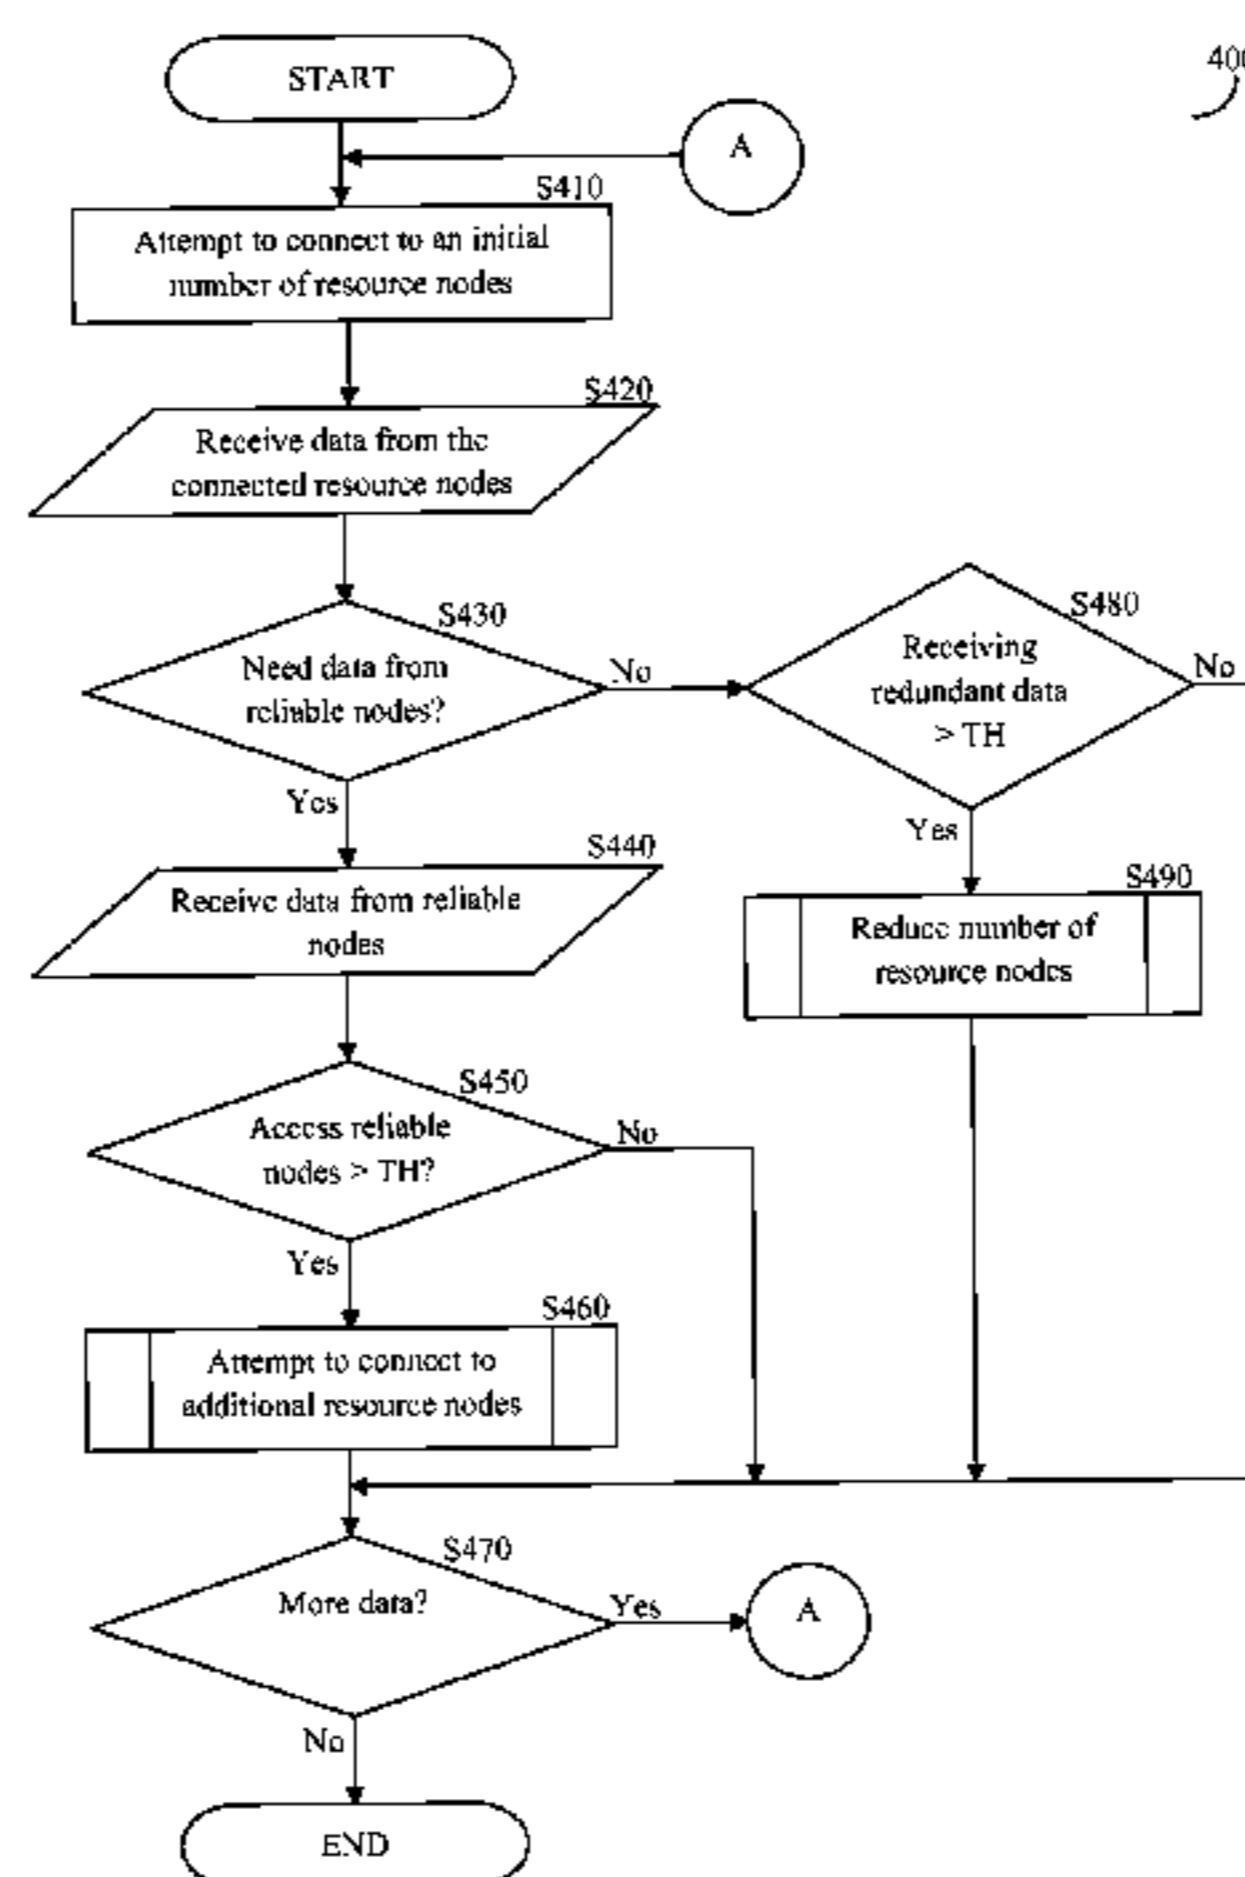 START
400
A
S410
Attempt to connect to an initial
number of resource nodes
S420
Receive data from the
connected resource nodes
S430
Need data from
reliable nodes?
No
Yes
S480
Receiving
redundant data
> TH
No
Yes
S440
Receive data from reliable
nodes
S490
Reduce number of
resource nodes
S450
Access reliable
nodes > TH?
No
Yes
S460
Attempt to connect to
additional resource nodes
S470
More data?
Yes
A
No
END